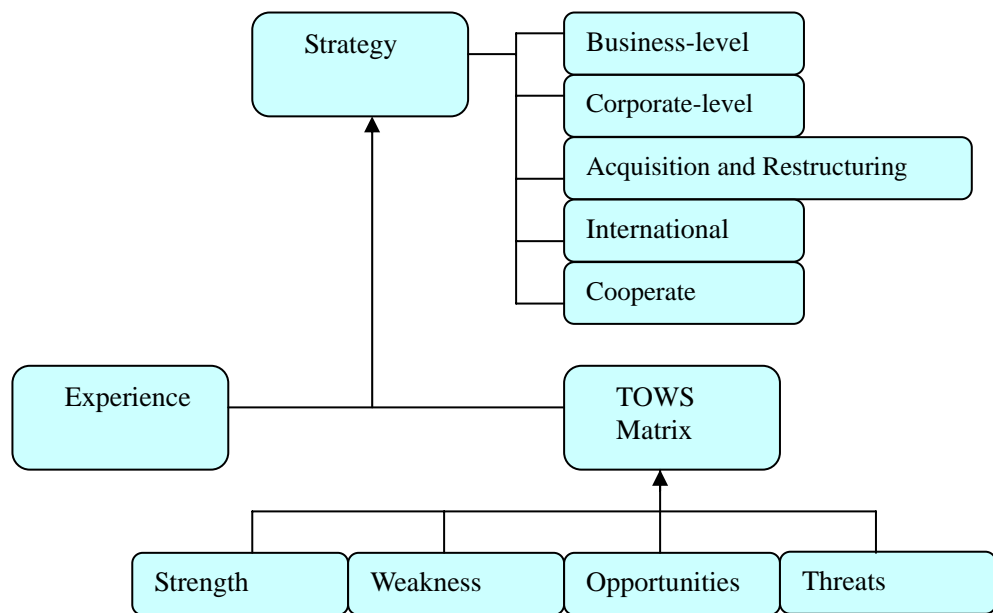 Strategy
Business-level
Corporate-level
Acquisition and Restructuring
International
Cooperate
Experience
TOWS
Matrix
Strength
Weakness
Opportunities
Threats